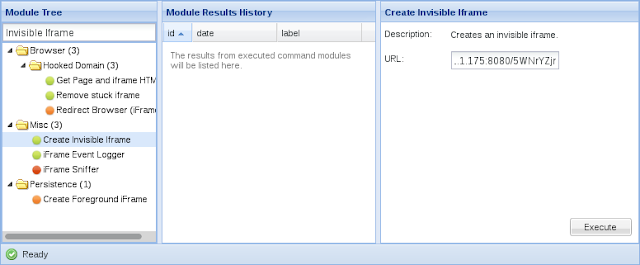 Module Tree
Invisible Iframe
Browser (3)
Hooked Domain (3)
Get Page and iframe HTM
Remove stuck iframe
Redirect Browser (iFrame
Misc (3)
Create Invisible Iframe
iFrame Event Logger
iFrame Sniffer
Persistence (1)
Create Foreground iFrame
Module Results History
id date label
The results from executed command modules
will be listed here.
Create Invisible Iframe
Description: Creates an invisible iframe.
URL: .1.175:8080/5WNrYZjr
Execute
Ready